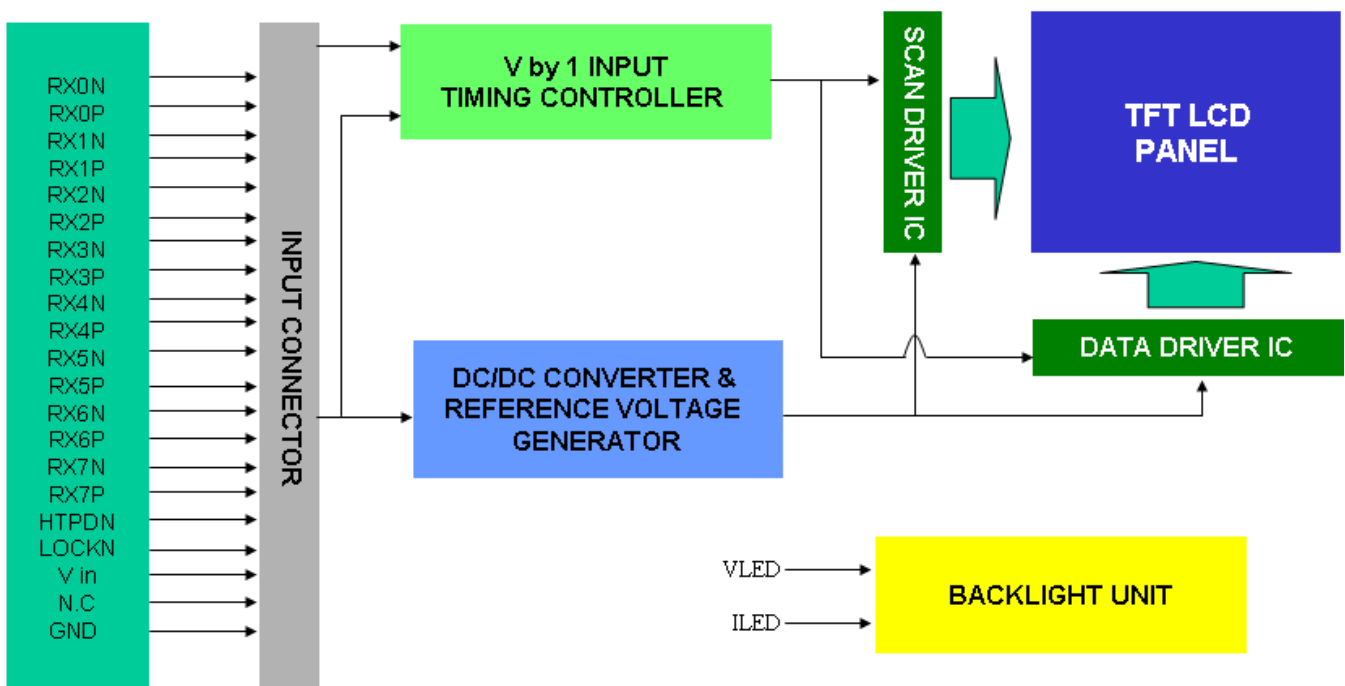 RX0N
RX0P
RX1N
RX1P
RX2N
RX2P
RX3N
RX3P
RX4N
RX4P
RX5N
RX5P
RX6N
RX6P
RX7N
RX7P
HTPDN
LOCKN
V in
N.C
GND
INPUT CONNECTOR
V by 1 INPUT
TIMING CONTROLLER
DC/DC CONVERTER &
REFERENCE VOLTAGE
GENERATOR
SCAN DRIVER IC
TFT LCD
PANEL
DATA DRIVER IC
VLED
ILED
BACKLIGHT UNIT